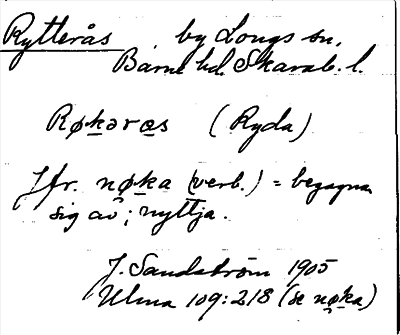 Rytterås by Longs sn,
Barne hd. Skarab. l.
Røkəras (Ryda)
Jfr. nøka (verb.) = begagna
sig av; nyttja.
J. Sandström 1905
Ulma 109:218 (se nøka)